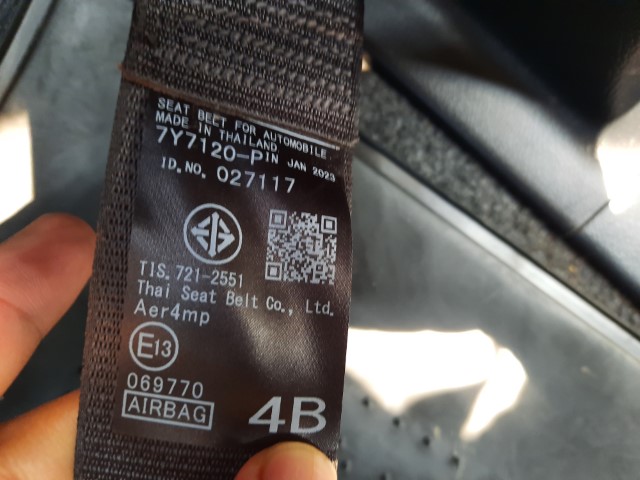 SEAT BELT FOR AUTOMOBILE
MADE IN THAILAND
7Y7120-PIN JAN 2023
ID.NO. 027117
TIS.721-2551
Thai Seat Belt Co., Ltd.
Aer4mp
E13
069770
AIRBAG
4B